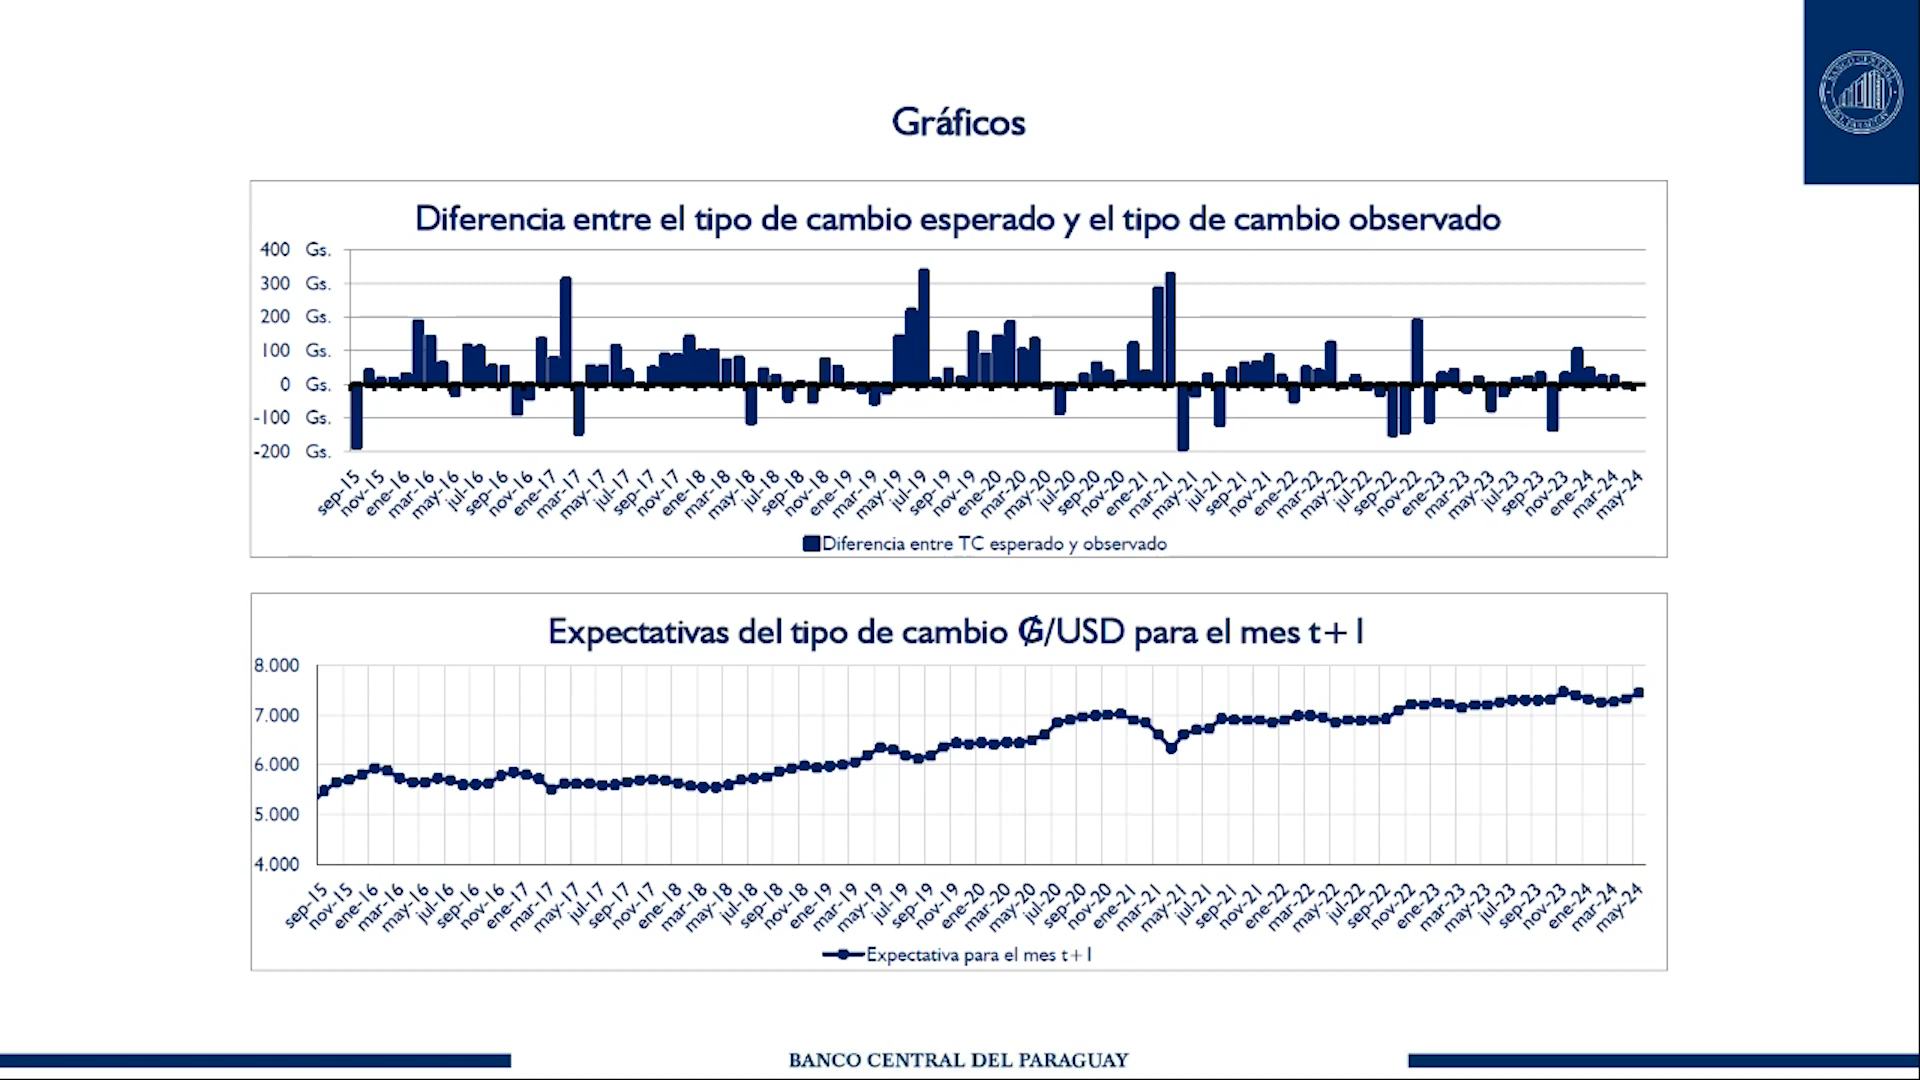 BANCO CENTRAL
DEL PARAGUAY
Gráficos
Diferencia entre el tipo de cambio esperado y el tipo de cambio observado
400 Gs.
300 Gs.
200 Gs.
100 Gs.
0 Gs.
-100 Gs.
-200 Gs.
sep-15 nov-15 ene-16 mar-16 may-16 jul-16 sep-16 nov-16 ene-17 mar-17 may-17 jul-17 sep-17 nov-17 ene-18 mar-18 may-18 jul-18 sep-18 nov-18 ene-19 mar-19 may-19 jul-19 sep-19 nov-19 ene-20 mar-20 may-20 jul-20 sep-20 nov-20 ene-21 mar-21 may-21 jul-21 sep-21 nov-21 ene-22 mar-22 may-22 jul-22 sep-22 nov-22 ene-23 mar-23 may-23 jul-23 sep-23 nov-23 ene-24 mar-24 may-24
Diferencia entre TC esperado y observado
Expectativas del tipo de cambio ₲/USD para el mes t+1
8.000
7.000
6.000
5.000
4.000
sep-15 nov-15 ene-16 mar-16 may-16 jul-16 sep-16 nov-16 ene-17 mar-17 may-17 jul-17 sep-17 nov-17 ene-18 mar-18 may-18 jul-18 sep-18 nov-18 ene-19 mar-19 may-19 jul-19 sep-19 nov-19 ene-20 mar-20 may-20 jul-20 sep-20 nov-20 ene-21 mar-21 may-21 jul-21 sep-21 nov-21 ene-22 mar-22 may-22 jul-22 sep-22 nov-22 ene-23 mar-23 may-23 jul-23 sep-23 nov-23 ene-24 mar-24 may-24
Expectativa para el mes t+1
BANCO CENTRAL DEL PARAGUAY